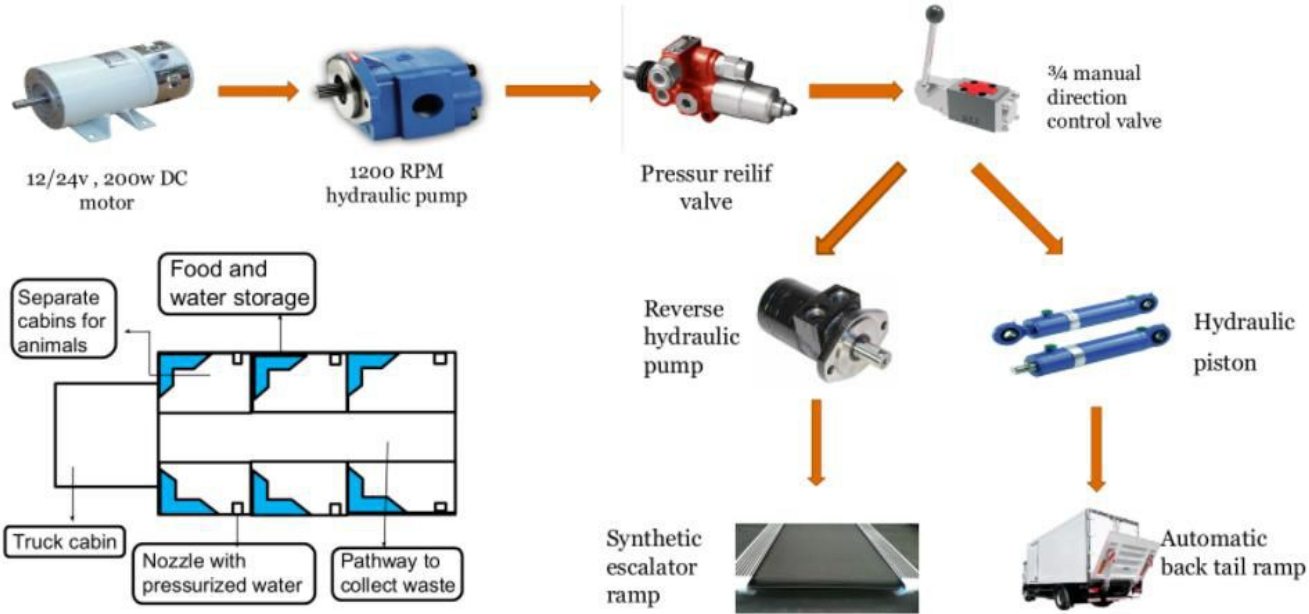 12/24v , 200w DC
motor
1200 RPM
hydraulic pump
Pressur reilif
valve
¾ manual
direction
control valve
Reverse
hydraulic
pump
Hydraulic
piston
Synthetic
escalator
ramp
Automatic
back tail ramp
Food and
water storage
Separate
cabins for
animals
Truck cabin
Nozzle with
pressurized water
Pathway to
collect waste